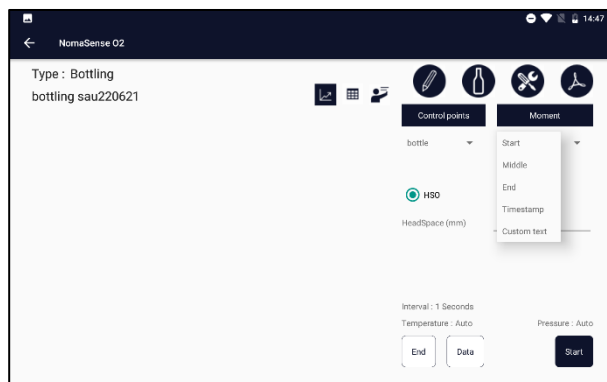 14:47
NomaSense O2
Type : Bottling
bottling sau220621
Control points
Moment
bottle
Start
Middle
End
Timestamp
Custom text
HSO
HeadSpace (mm)
Interval : 1 Seconds
Temperature : Auto
Pressure : Auto
End
Data
Start